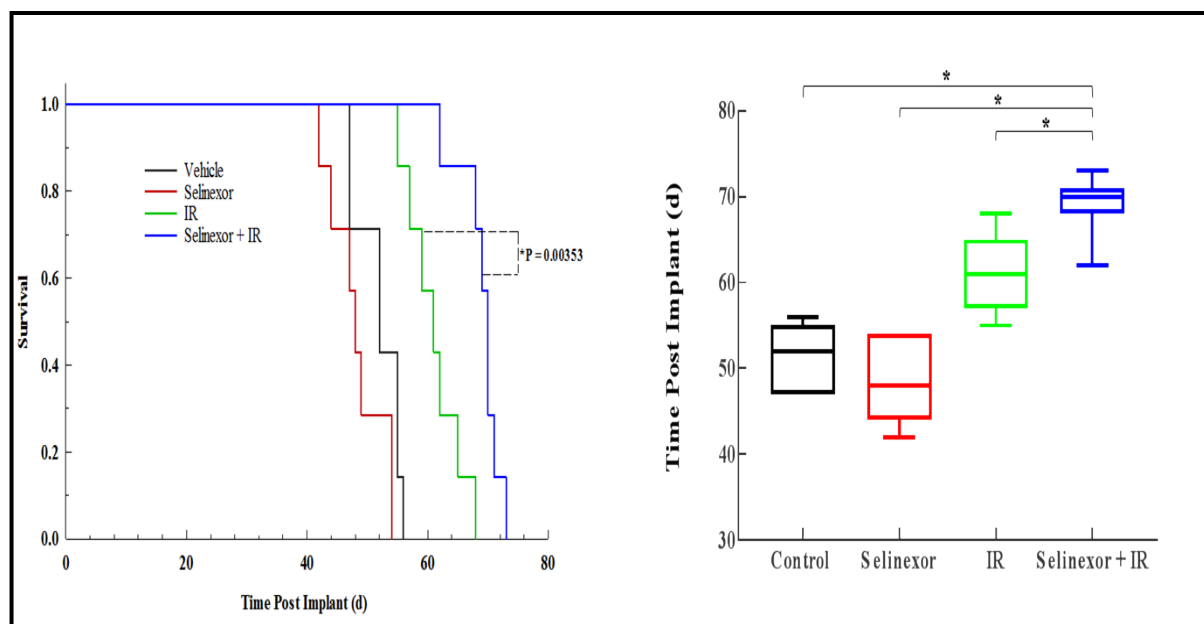 1.0
0.8
0.6
0.4
0.2
0.0
Survival
Vehicle
Selinexor
IR
Selinexor + IR
*P = 0.00353
0 20 40 60 80
Time Post Implant (d)
* 
*
*
80
70
60
50
40
30
Time Post Implant (d)
Control Selinexor IR Selinexor + IR